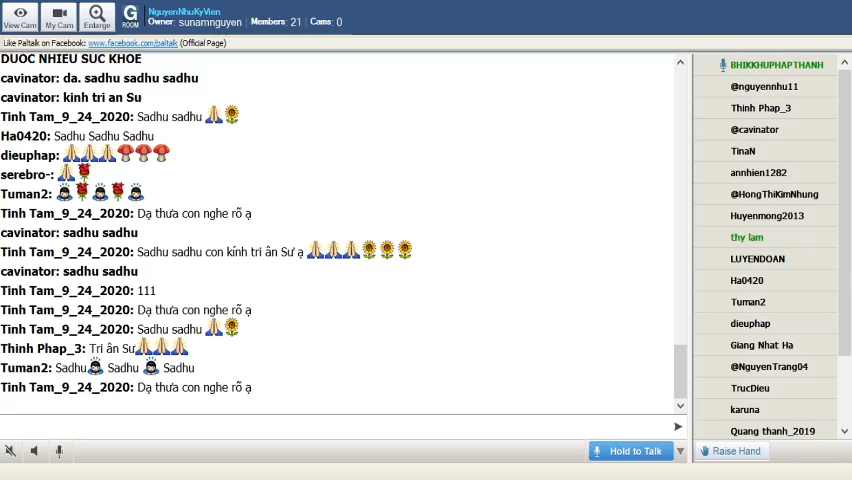 NguyenNhuKyVien
Owner: sunamnguyen Members: 21 Cams: 0
View Cam
My Cam
Enlarge
G
ROOM
Like Paltalk on Facebook: www.facebook.com/paltalk (Official Page)
DUOC NHIEU SUC KHOE
cavinator: da. sadhu sadhu sadhu
cavinator: kinh tri an Su
Tinh Tam_9_24_2020: Sadhu sadhu 🙏🌻
Ha0420: Sadhu Sadhu Sadhu
dieuphap: 🙏🙏🙏🍄🍄🍄
serebro-: 🙏🌹
Tuman2: 🙇🌹🙇🌹🙇
Tinh Tam_9_24_2020: Dạ thưa con nghe rõ ạ
cavinator: sadhu sadhu
Tinh Tam_9_24_2020: Sadhu sadhu con kính tri ân Sư ạ 🙏🙏🙏🌻🌻🌻
cavinator: sadhu sadhu
Tinh Tam_9_24_2020: 111
Tinh Tam_9_24_2020: Dạ thưa con nghe rõ ạ
Tinh Tam_9_24_2020: Sadhu sadhu 🙏🌻
Thinh Phap_3: Tri ân Sư🙏🙏🙏
Tuman2: Sadhu🙇 Sadhu 🙇 Sadhu
Tinh Tam_9_24_2020: Dạ thưa con nghe rõ ạ
Hold to Talk
BHIKKHUPHAPTHANH
@nguyennhu11
Thinh Phap_3
@cavinator
TinaN
annhien1282
@HongThiKimNhung
Huyenmong2013
thy lam
LUYENDOAN
Ha0420
Tuman2
dieuphap
Giang Nhat Ha
@NguyenTrang04
TrucDieu
karuna
Quang thanh_2019
Raise Hand